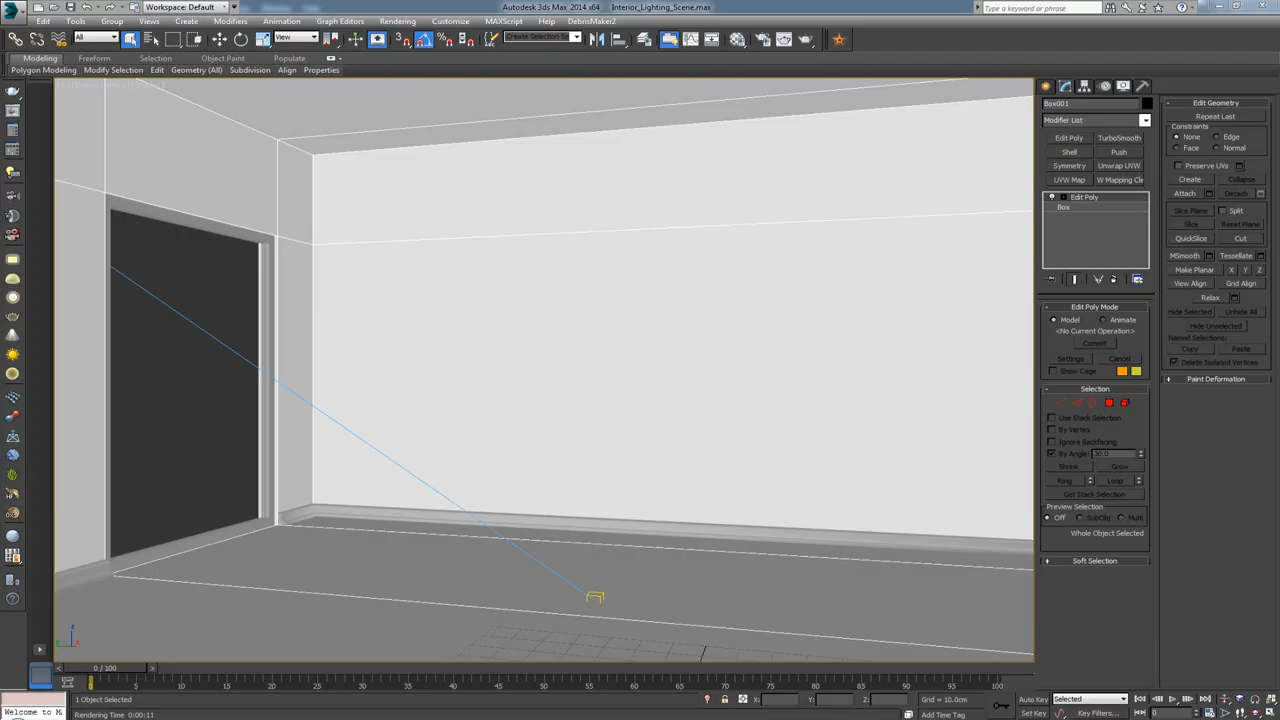 Workspace: Default
Autodesk 3ds Max 2014 x64 Interior_Lighting_Scene.max
Type a keyword or phrase
Edit Tools Group Views Create Modifiers Animation Graph Editors Rendering Customize MAXScript Help DebrisMaker2
All
View
Create Selection Se
Modeling Freeform Selection Object Paint Populate
Polygon Modeling Modify Selection Edit Geometry (All) Subdivision Align Properties
Box001
Modifier List
Edit Poly TurboSmooth
Shell Push
Symmetry Unwrap UVW
UVW Map W Mapping Cle
Edit Poly
Box
Edit Poly Mode
Model Animate
<No Current Operation>
Commit
Settings Cancel
Show Cage
Selection
Use Stack Selection
By Vertex
Ignore Backfacing
By Angle: 30.0
Shrink Grow
Ring Loop
Get Stack Selection
Preview Selection
Off SubObj Multi
Whole Object Selected
Soft Selection
Edit Geometry
Repeat Last
Constraints
None Edge
Face Normal
Preserve UVs
Create Collapse
Attach Detach
Slice Plane Split
Slice Reset Plane
QuickSlice Cut
MSmooth Tessellate
Make Planar X Y Z
View Align Grid Align
Relax
Hide Selected Unhide All
Hide Unselected
Named Selections:
Copy Paste
Delete Isolated Vertices
Paint Deformation
z
x
0 / 100
0 5 10 15 20 25 30 35 40 45 50 55 60 65 70 75 80 85 90 95 100
1 Object Selected
X: Y: Z: Grid = 10.0cm
Auto Key Selected
Welcome to M
Rendering Time 0:00:11
Add Time Tag
Set Key Key Filters...
0